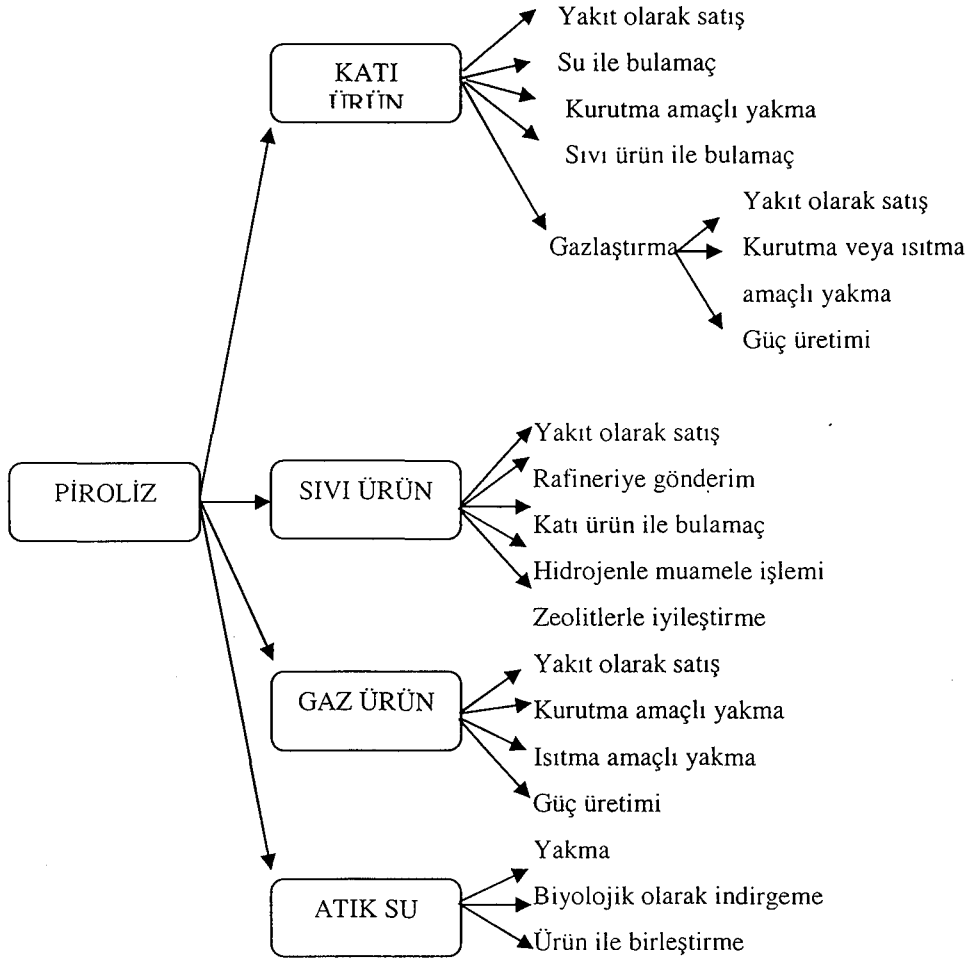 Yakıt olarak satış
KATI
ÜRÜN
Su ile bulamaç
Kurutma amaçlı yakma
Sıvı ürün ile bulamaç
Gazlaştırma
Yakıt olarak satış
Kurutma veya ısıtma
amaçlı yakma
Güç üretimi
PİROLİZ
SIVI ÜRÜN
Yakıt olarak satış
Rafineriye gönderim
Katı ürün ile bulamaç
Hidrojenle muamele işlemi
Zeolitlerle iyileştirme
GAZ ÜRÜN
Yakıt olarak satış
Kurutma amaçlı yakma
Isıtma amaçlı yakma
Güç üretimi
ATIK SU
Yakma
Biyolojik olarak indirgeme
Ürün ile birleştirme